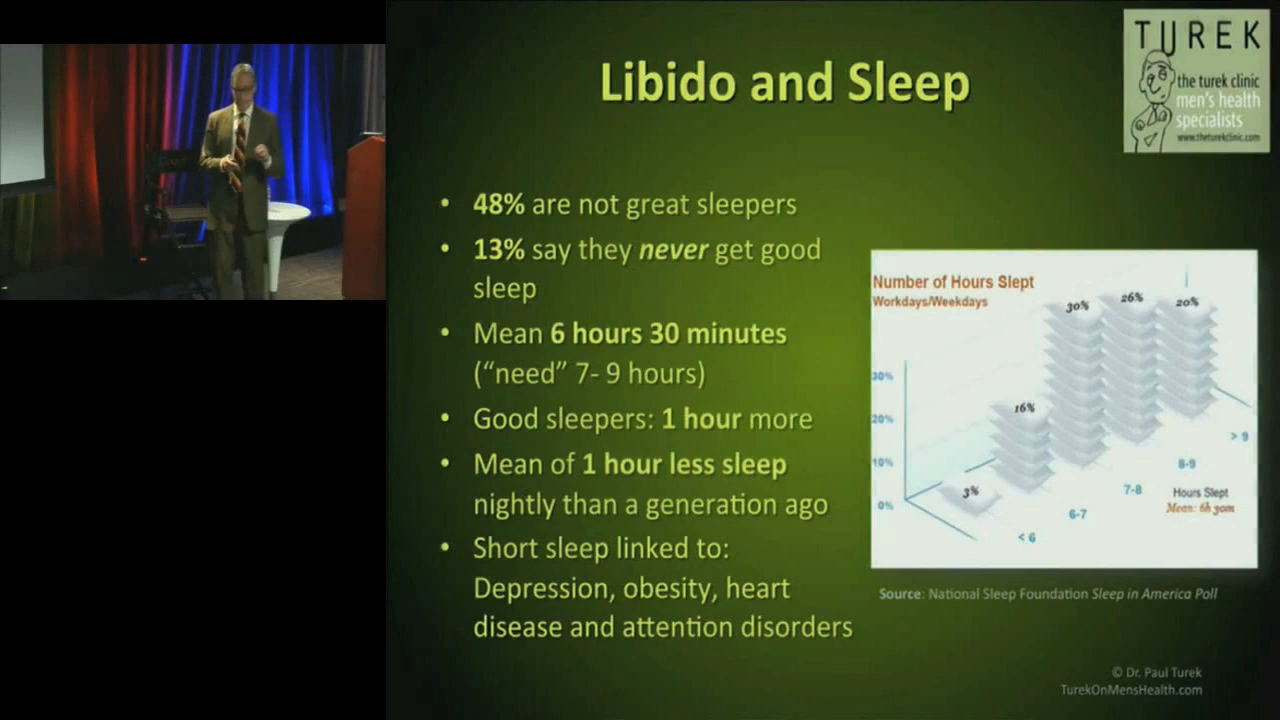 Libido and Sleep
TUREK
the turek clinic
men's health
specialists
www.theturekclinic.com
• 48% are not great sleepers
• 13% say they never get good
sleep
• Mean 6 hours 30 minutes
("need" 7- 9 hours)
• Good sleepers: 1 hour more
• Mean of 1 hour less sleep
nightly than a generation ago
• Short sleep linked to:
Depression, obesity, heart
disease and attention disorders
Number of Hours Slept
Workdays/Weekdays
30%
26%
20%
16%
3%
30%
20%
10%
0%
> 9
8-9
7-8
6-7
< 6
Hours Slept
Mean: 6h 30m
Source: National Sleep Foundation Sleep in America Poll
© Dr. Paul Turek
TurekOnMensHealth.com